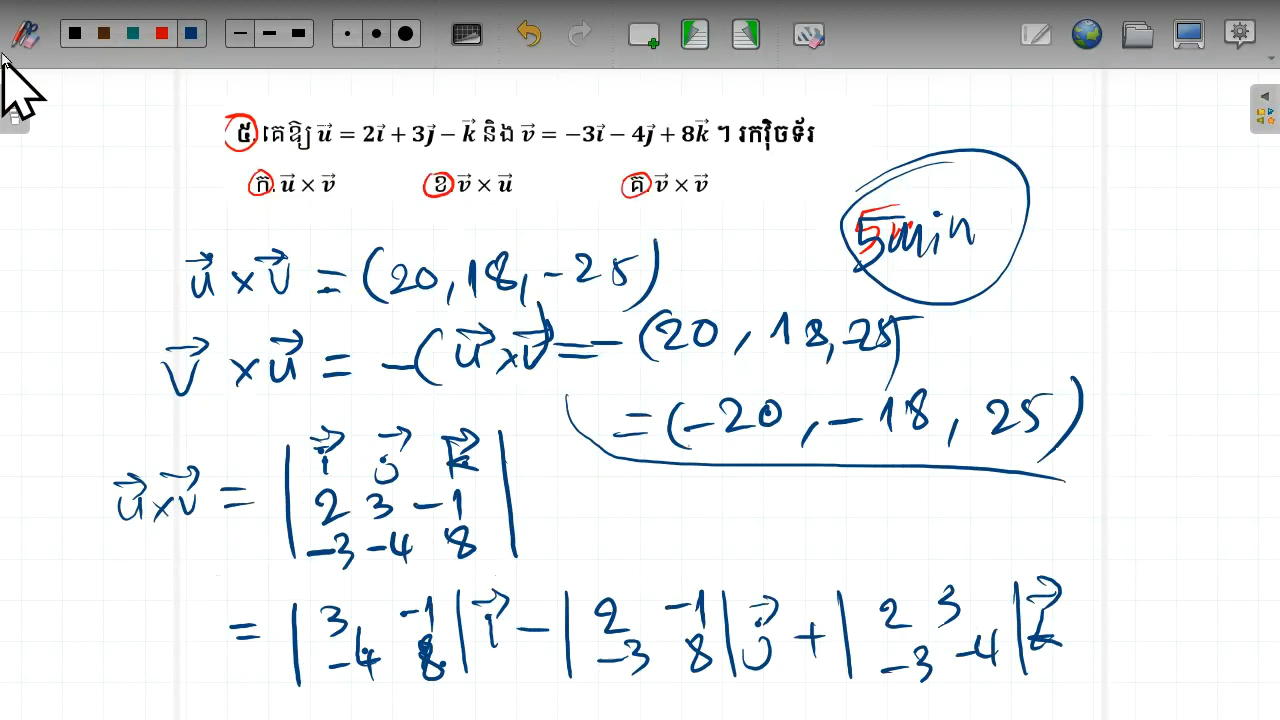 ៥. គេឱ្យ u⃗ = 2i⃗ + 3j⃗ − k⃗ និង v⃗ = −3i⃗ − 4j⃗ + 8k⃗ ។ រកវ៉ិចទ័រ
ក. u⃗ × v⃗ ខ v⃗ × u⃗ គ. v⃗ × v⃗
5min
u⃗ × v⃗ = (20, 18, -25)
v⃗ × u⃗ = -(u⃗ × v⃗) = -(20, 18, -25)
= (-20, -18, 25)
u⃗ × v⃗ = | i⃗ j⃗ k⃗ |
2 3 -1
-3 -4 8
= | 3 -1 | i⃗ - | 2 -1 | j⃗ + | 2 3 | k⃗
-4 8 -3 8 -3 -4